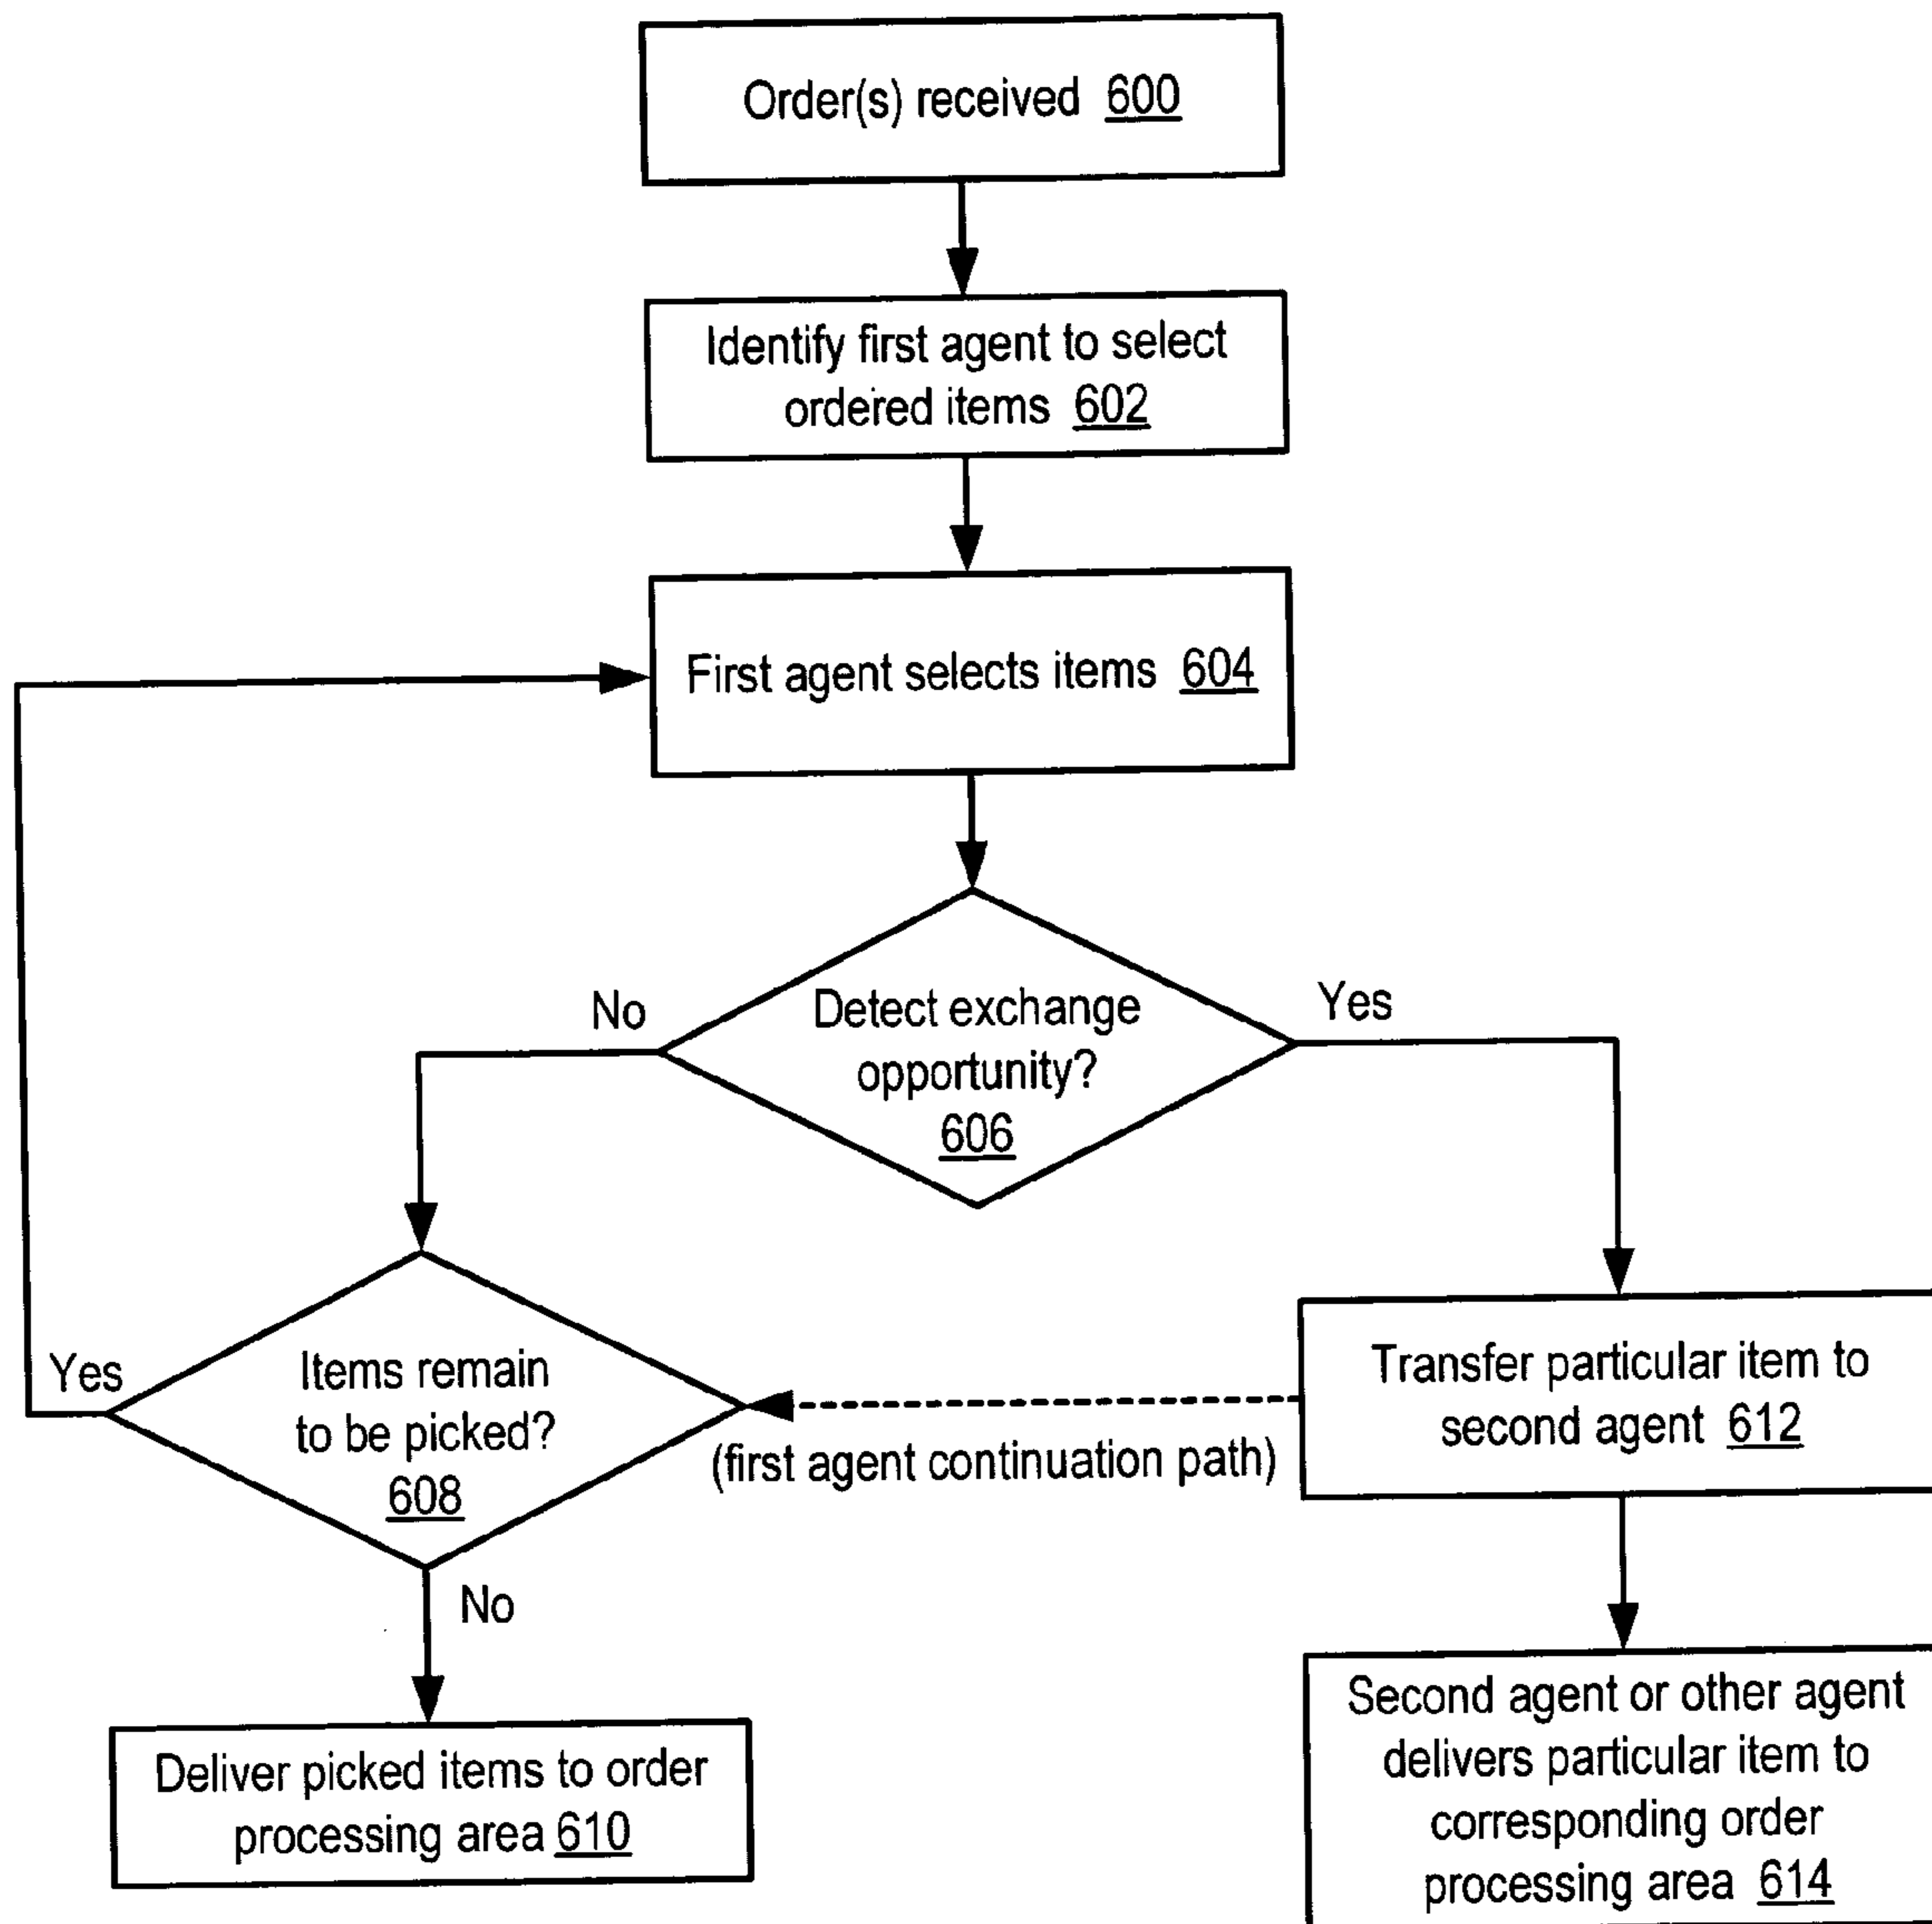 Order(s) received 600
Identify first agent to select
ordered items 602
First agent selects items 604
Detect exchange
opportunity?
606
No
Yes
Items remain
to be picked?
608
Yes
No
(first agent continuation path)
Transfer particular item to
second agent 612
Deliver picked items to order
processing area 610
Second agent or other agent
delivers particular item to
corresponding order
processing area 614